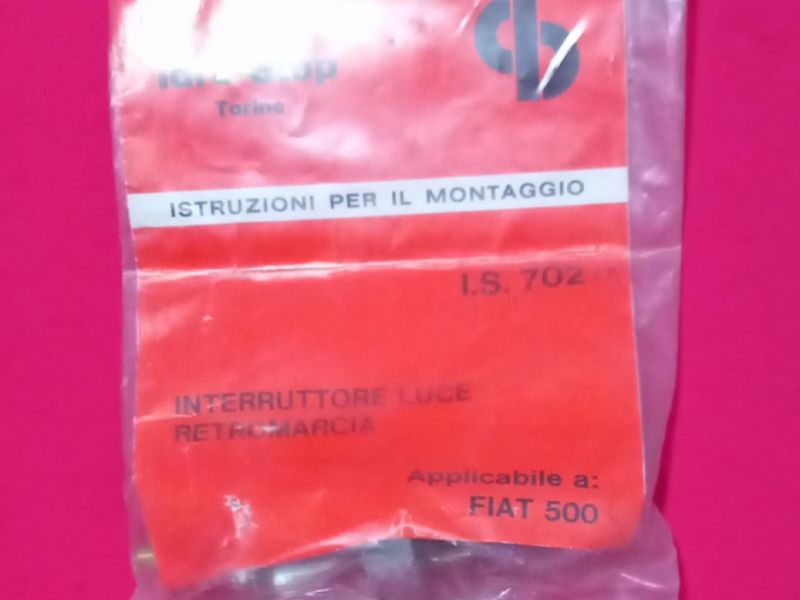 Torino
ISTRUZIONI PER IL MONTAGGIO
I.S. 702
INTERRUTTORE LUCE
RETROMARCIA
Applicabile a:
FIAT 500